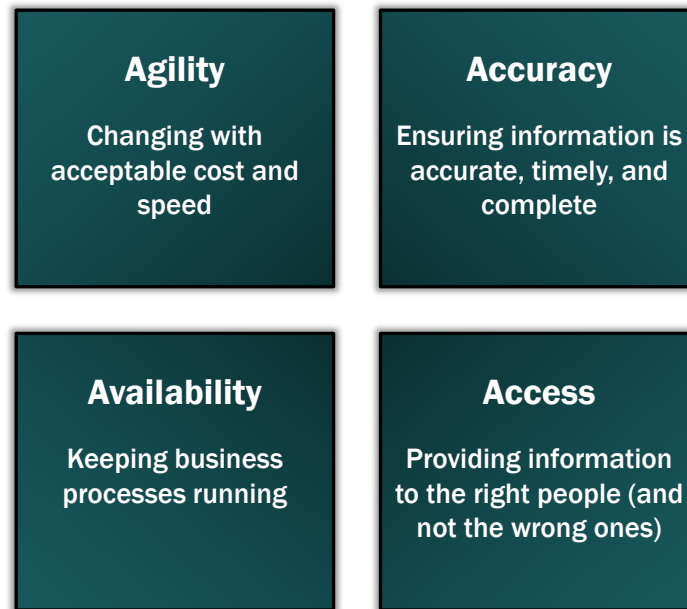 Agility
Changing with
acceptable cost and
speed
Accuracy
Ensuring information is
accurate, timely, and
complete
Availability
Keeping business
processes running
Access
Providing information
to the right people (and
not the wrong ones)